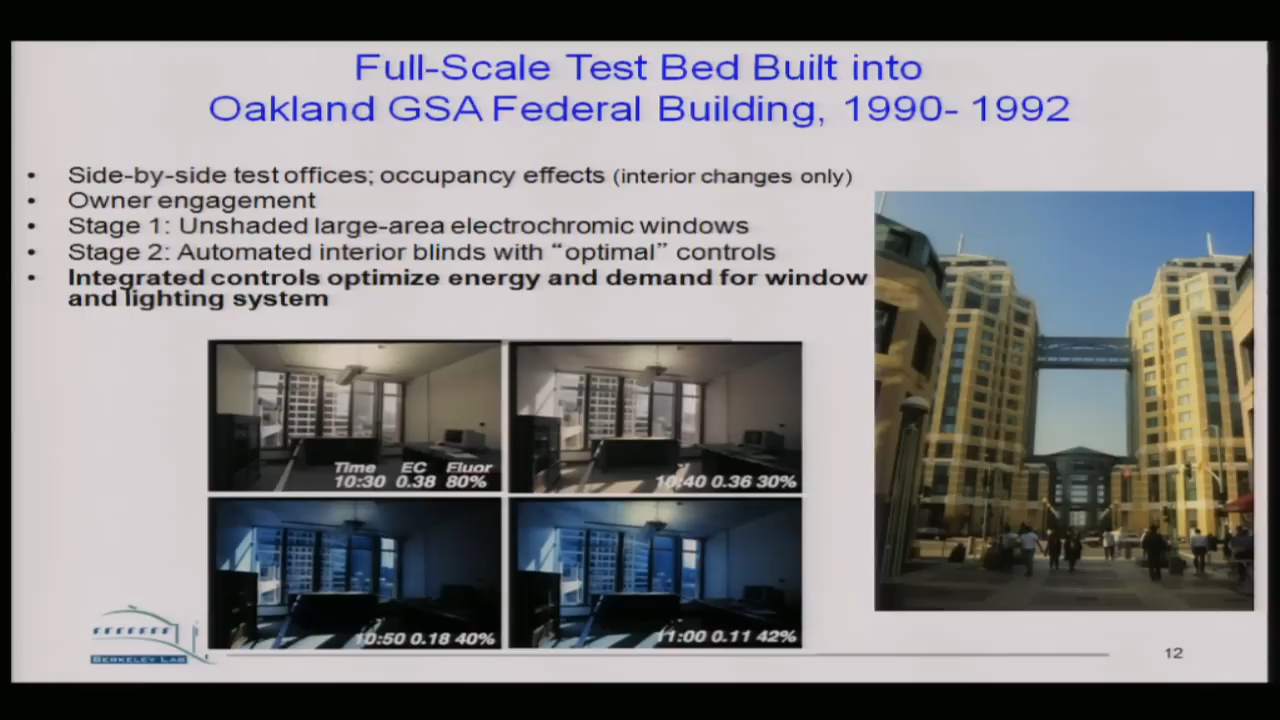 Full-Scale Test Bed Built into
Oakland GSA Federal Building, 1990- 1992
• Side-by-side test offices; occupancy effects (interior changes only)
• Owner engagement
• Stage 1: Unshaded large-area electrochromic windows
• Stage 2: Automated interior blinds with “optimal” controls
• Integrated controls optimize energy and demand for window
and lighting system
Time EC Fluor
10:30 0.38 80%
10:40 0.36 30%
10:50 0.18 40%
11:00 0.11 42%
BERKELEY LAB
12